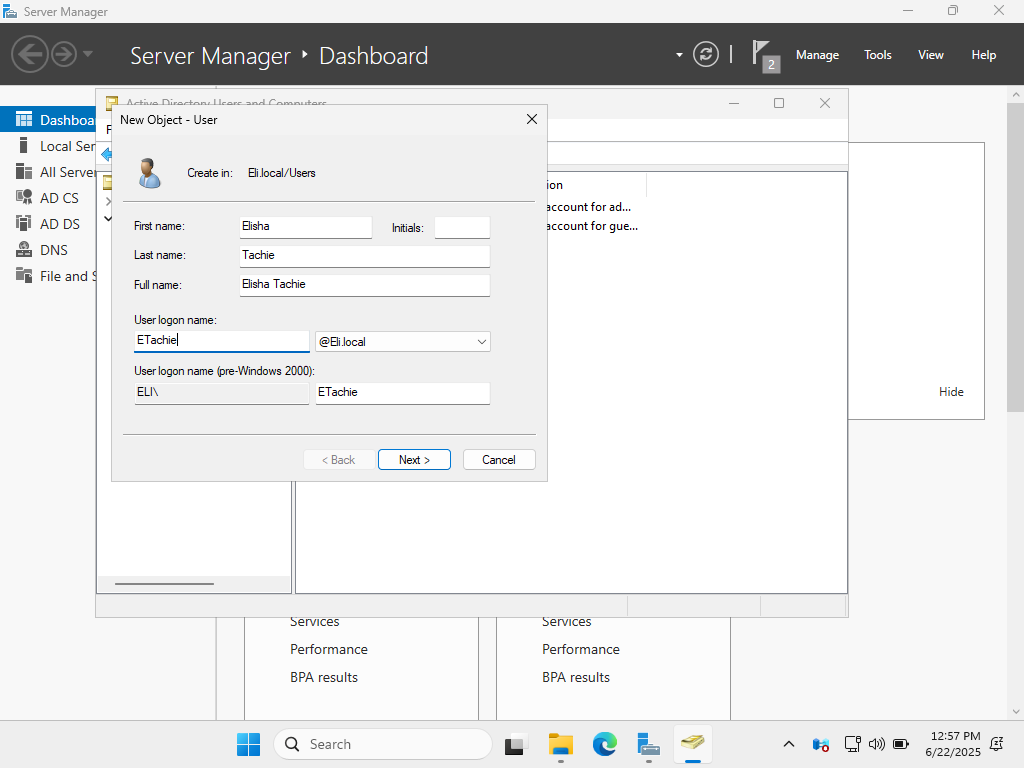 Server Manager
Server Manager ‣ Dashboard
2
Manage
Tools
View
Help
Dashboa
Local Ser
All Serve
AD CS
AD DS
DNS
File and S
Active Directory Users and Computers
New Object - User
Create in: Eli.local/Users
First name: Elisha
Initials:
Last name: Tachie
Full name: Elisha Tachie
User logon name:
ETachie
@Eli.local
User logon name (pre-Windows 2000):
ELI\
ETachie
< Back
Next >
Cancel
ion
account for ad...
account for gue...
Hide
Services
Performance
BPA results
Services
Performance
BPA results
Search
12:57 PM
6/22/2025